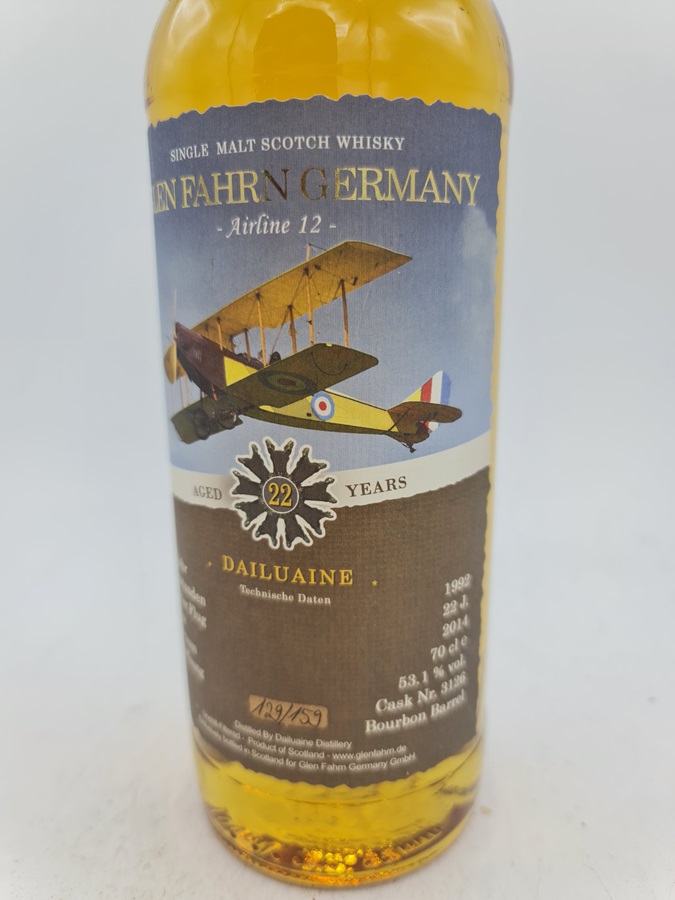 SINGLE MALT SCOTCH WHISKY
LEN FAHRN GERMANY
- Airline 12 -
AGED 22 YEARS
DAILUAINE
Technische Daten
1992
22 J.
2014
70 cl e
53.1 % vol.
Cask Nr. 3126
Bourbon Barrel
129/159
Distilled By Dailuaine Distillery
- Product of Scotland - www.glenfahrn.de
bottled in Scotland for Glen Fahrn Germany GmbH